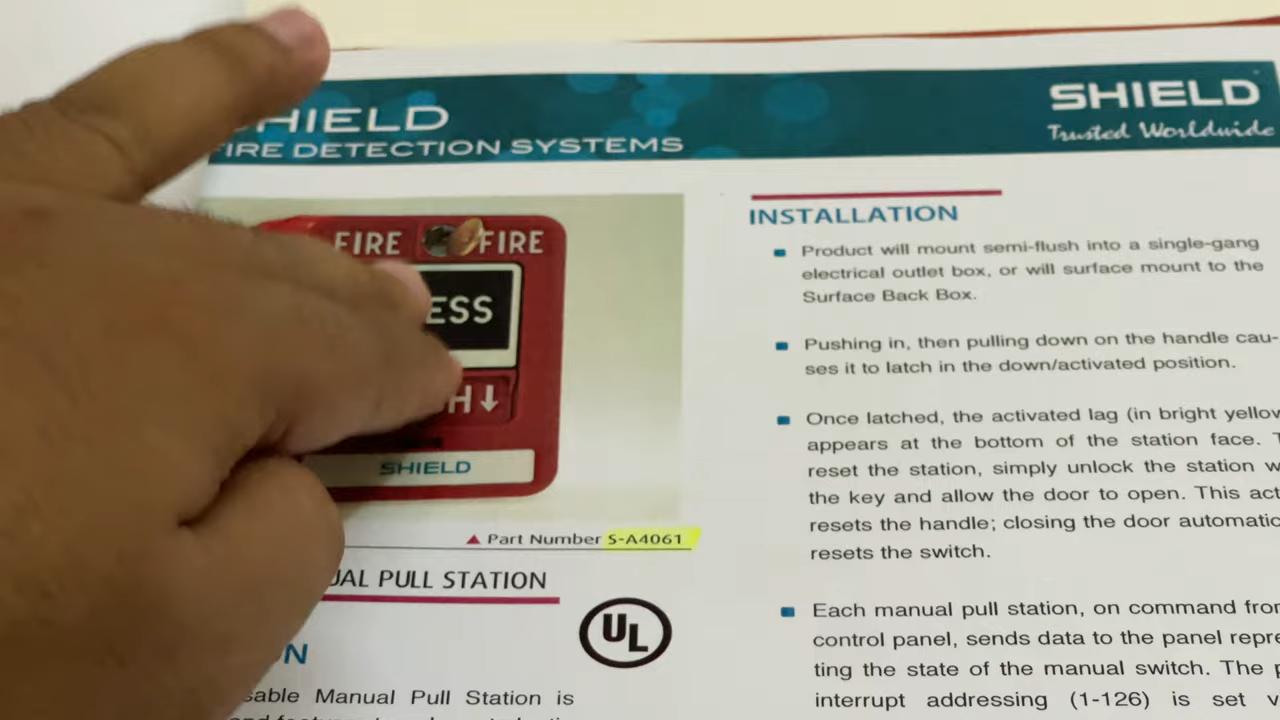 HIELD
FIRE DETECTION SYSTEMS
SHIELD
Trusted Worldwide
FIRE FIRE
ESS
H↓
SHIELD
▲ Part Number S-A4061
UAL PULL STATION
UL
ON
sable Manual Pull Station is
INSTALLATION
Product will mount semi-flush into a single-gang
electrical outlet box, or will surface mount to the
Surface Back Box.
Pushing in, then pulling down on the handle cau-
ses it to latch in the down/activated position.
Once latched, the activated lag (in bright yellow
appears at the bottom of the station face. T
reset the station, simply unlock the station w
the key and allow the door to open. This act
resets the handle; closing the door automatic
resets the switch.
Each manual pull station, on command from
control panel, sends data to the panel repre
ting the state of the manual switch. The p
interrupt addressing (1-126) is set v